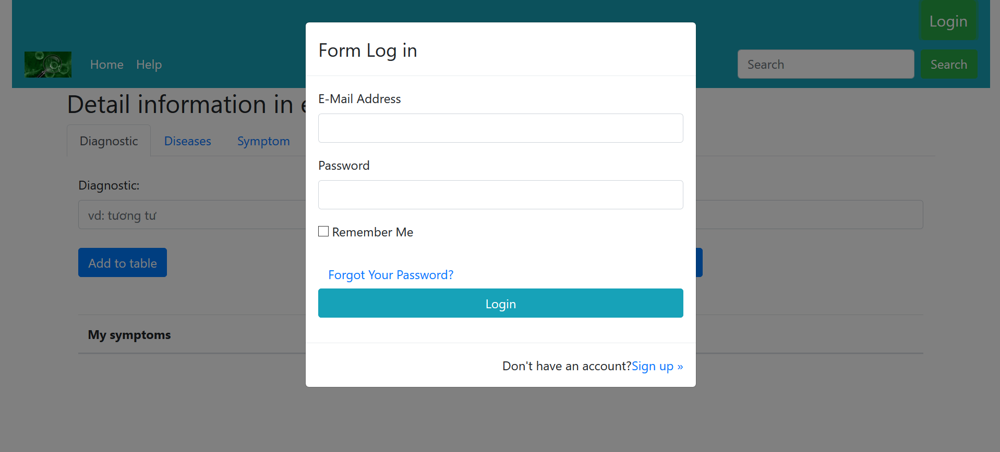 Login
Home Help Search Search
Form Log in
Detail information in
Diagnostic Diseases Symptom
E-Mail Address
Password
Diagnostic:
vd: tương tư
Remember Me
Add to table
Forgot Your Password?
Login
My symptoms
Don't have an account?Sign up »